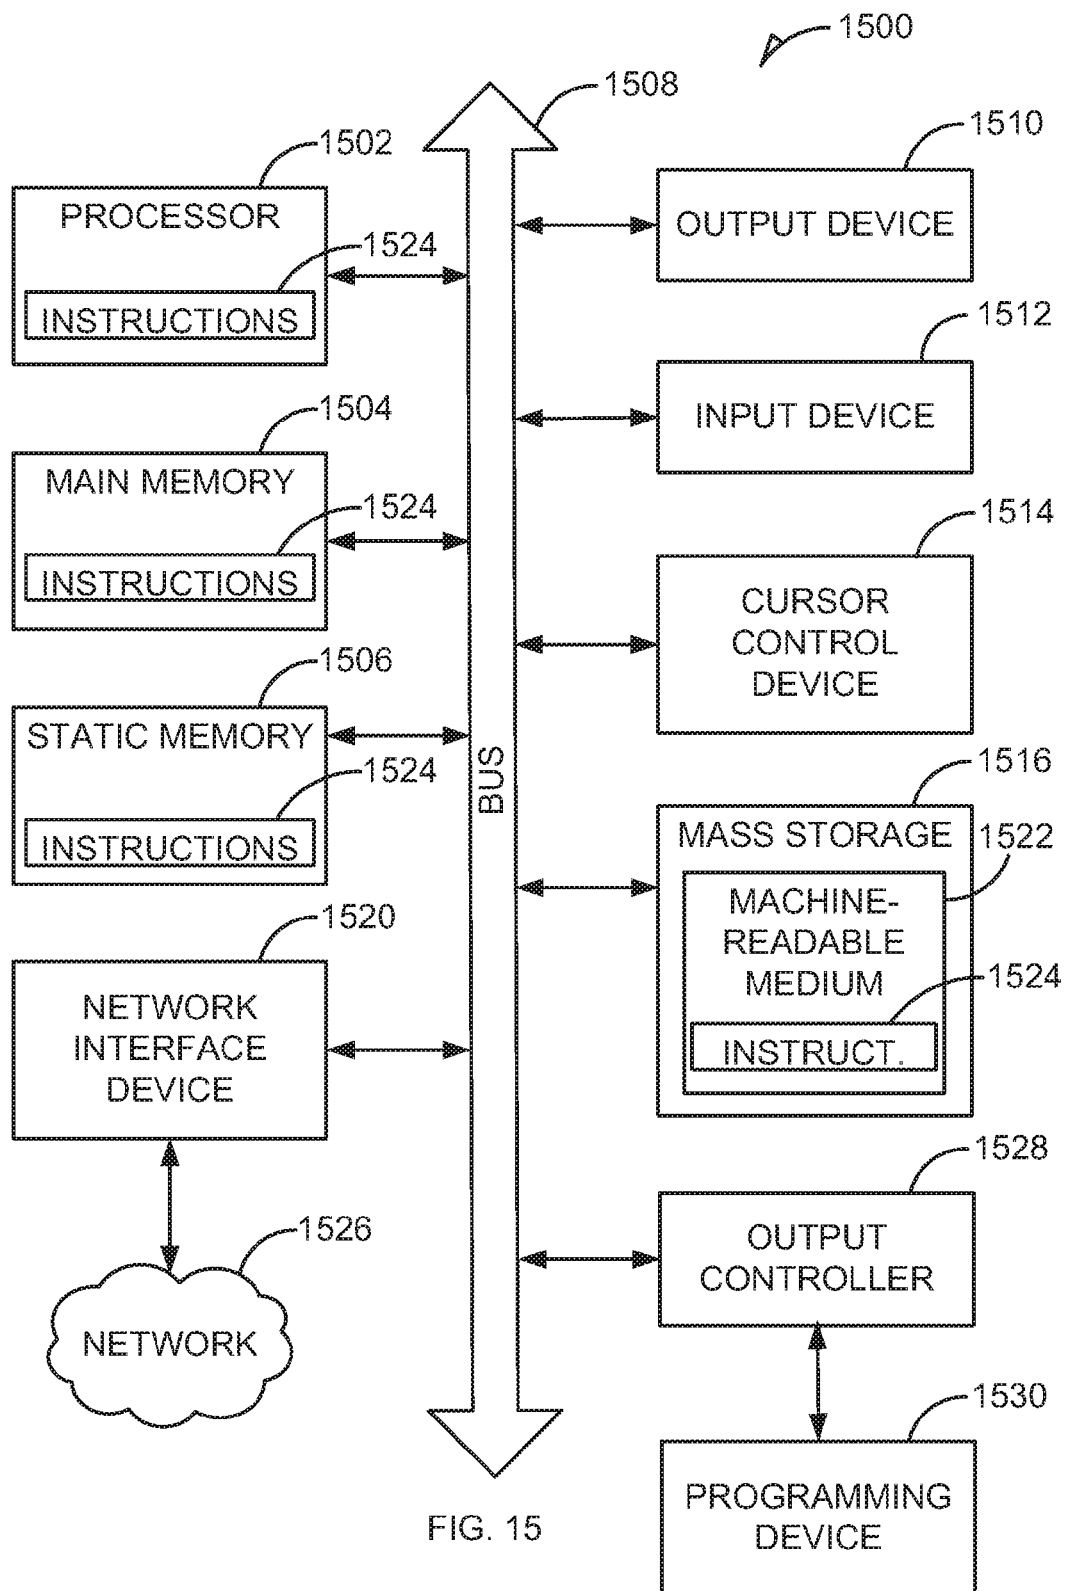 1500
1508
1502
PROCESSOR
1524
INSTRUCTIONS
1504
MAIN MEMORY
1524
INSTRUCTIONS
1506
STATIC MEMORY
1524
INSTRUCTIONS
1520
NETWORK
INTERFACE
DEVICE
1526
NETWORK
BUS
1510
OUTPUT DEVICE
1512
INPUT DEVICE
1514
CURSOR
CONTROL
DEVICE
1516
MASS STORAGE
1522
MACHINE-
READABLE
MEDIUM
1524
INSTRUCT.
1528
OUTPUT
CONTROLLER
1530
PROGRAMMING
DEVICE
FIG. 15